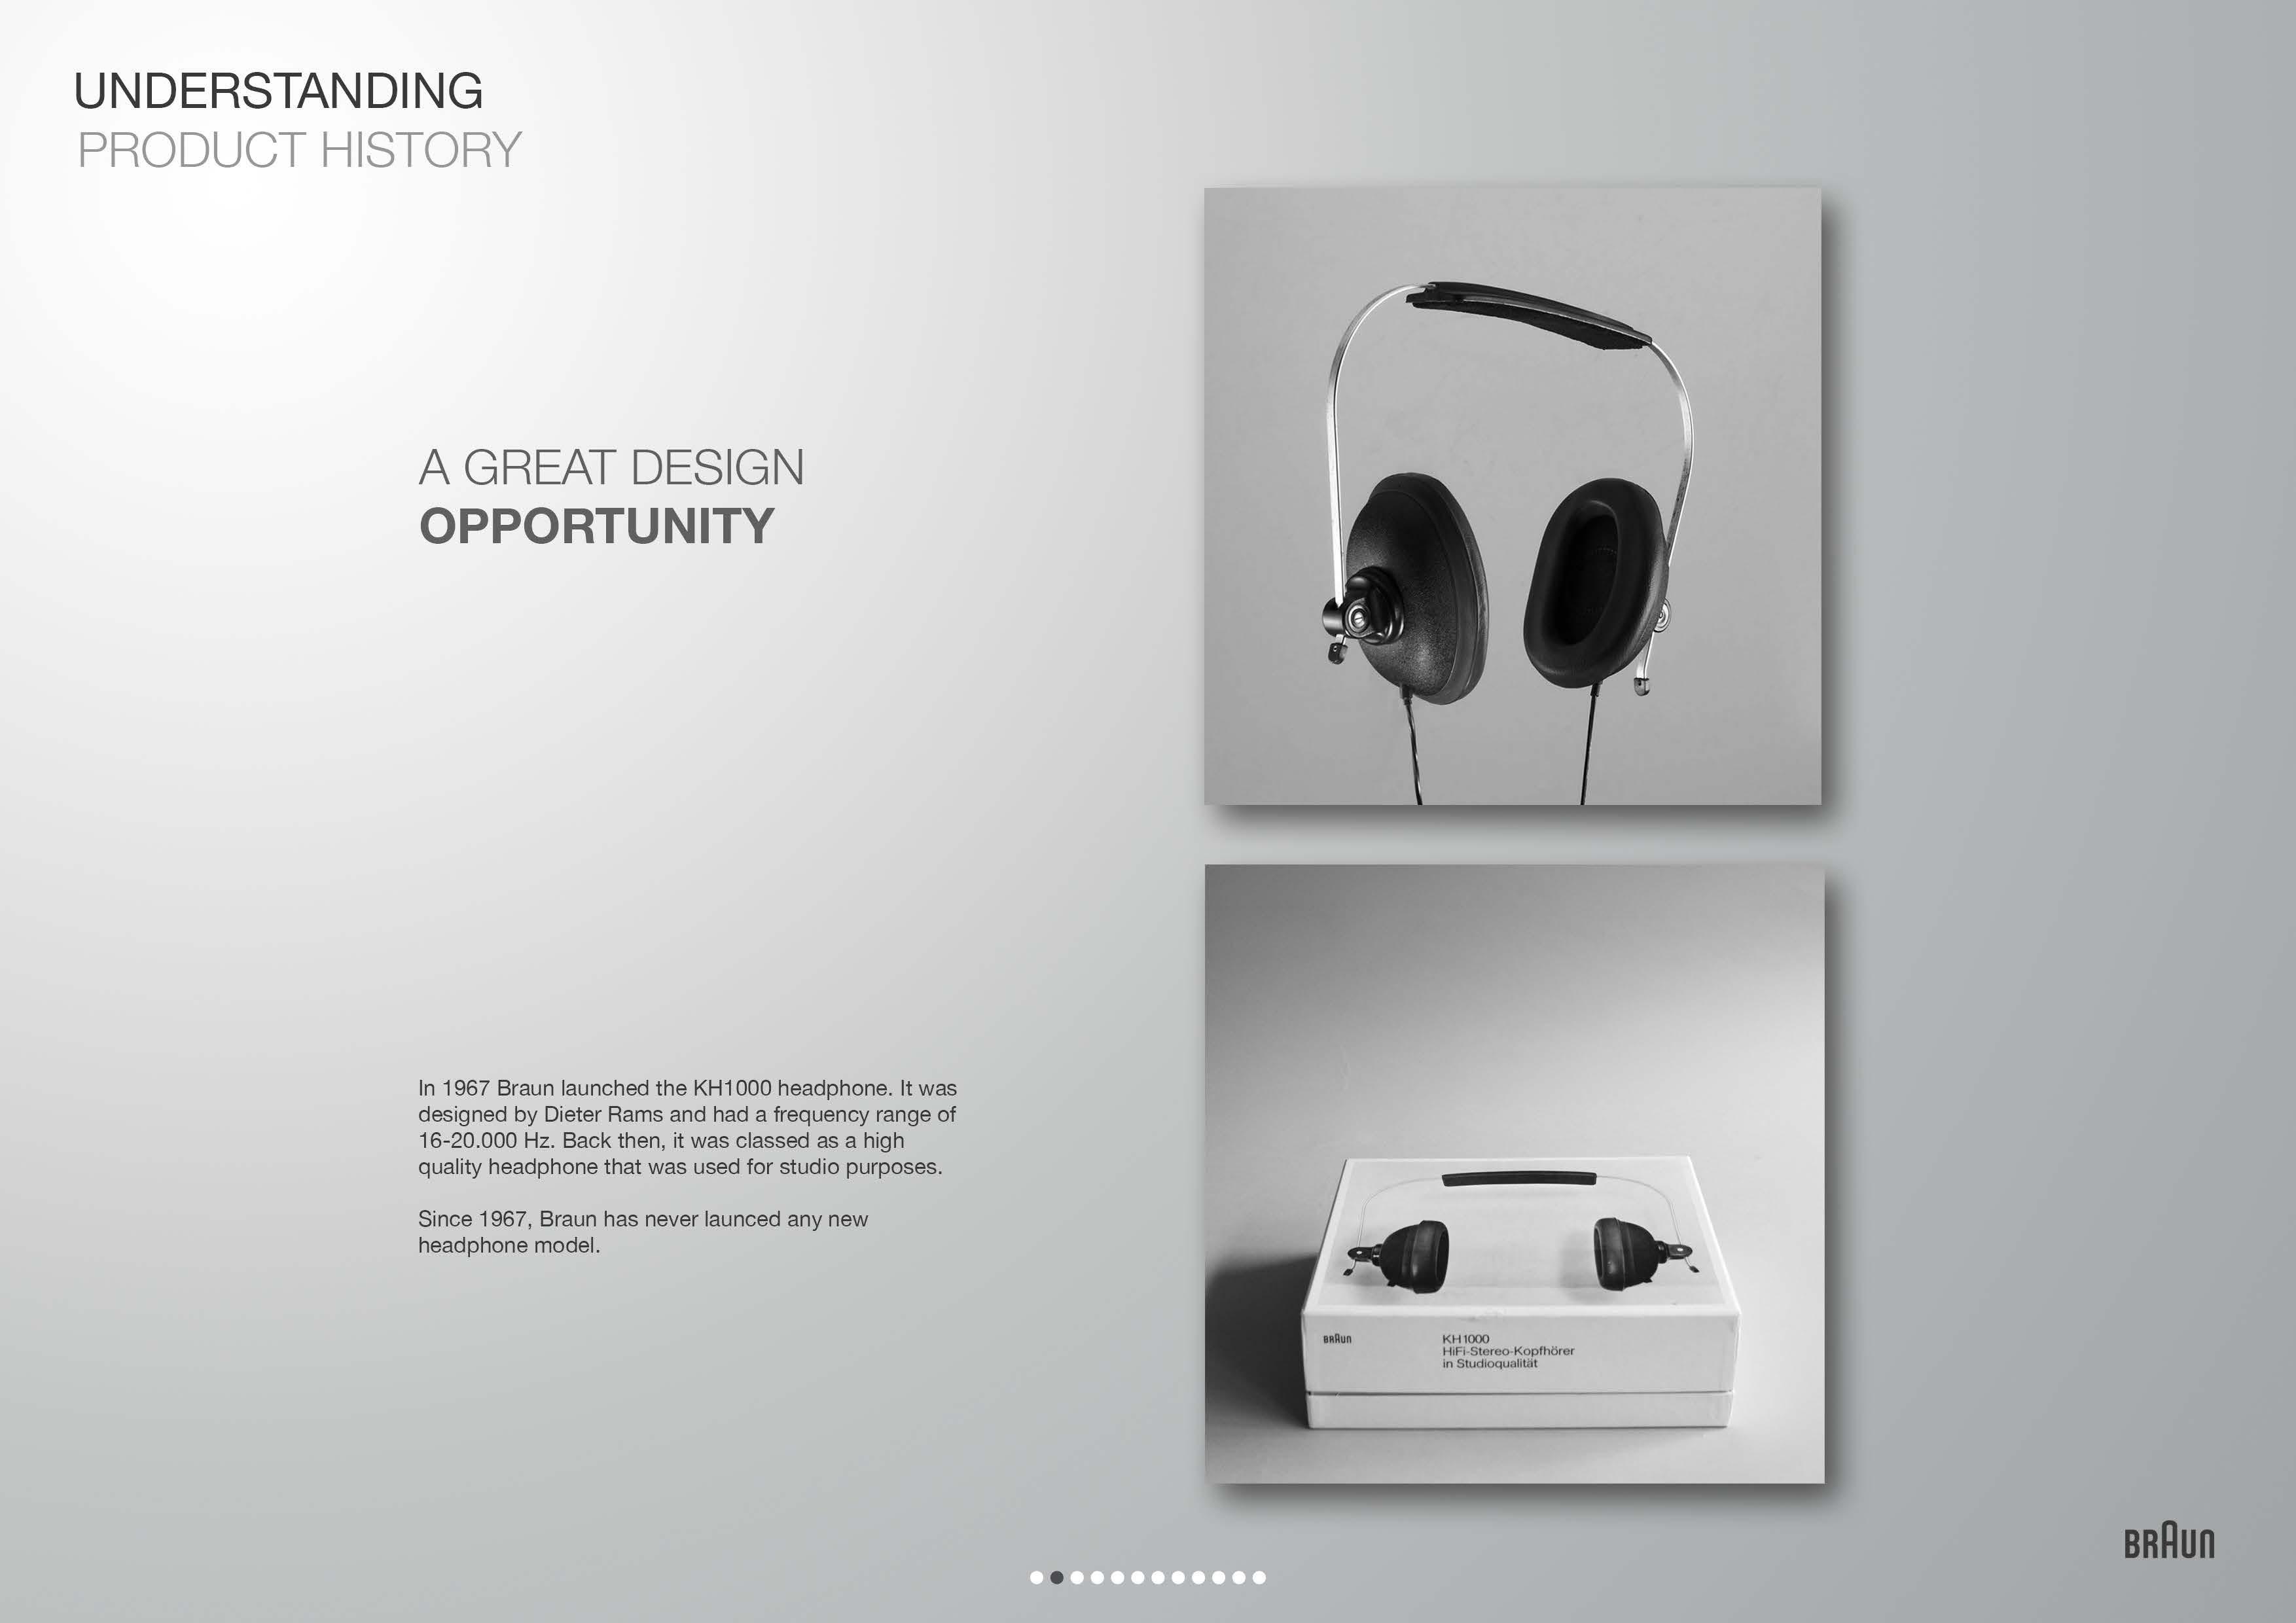 UNDERSTANDING
PRODUCT HISTORY
A GREAT DESIGN
OPPORTUNITY
In 1967 Braun launched the KH1000 headphone. It was
designed by Dieter Rams and had a frequency range of
16-20.000 Hz. Back then, it was classed as a high
quality headphone that was used for studio purposes.
Since 1967, Braun has never launced any new
headphone model.
BRAUN
KH1000
HiFi-Stereo-Kopfhörer
in Studioqualität
BRAUN